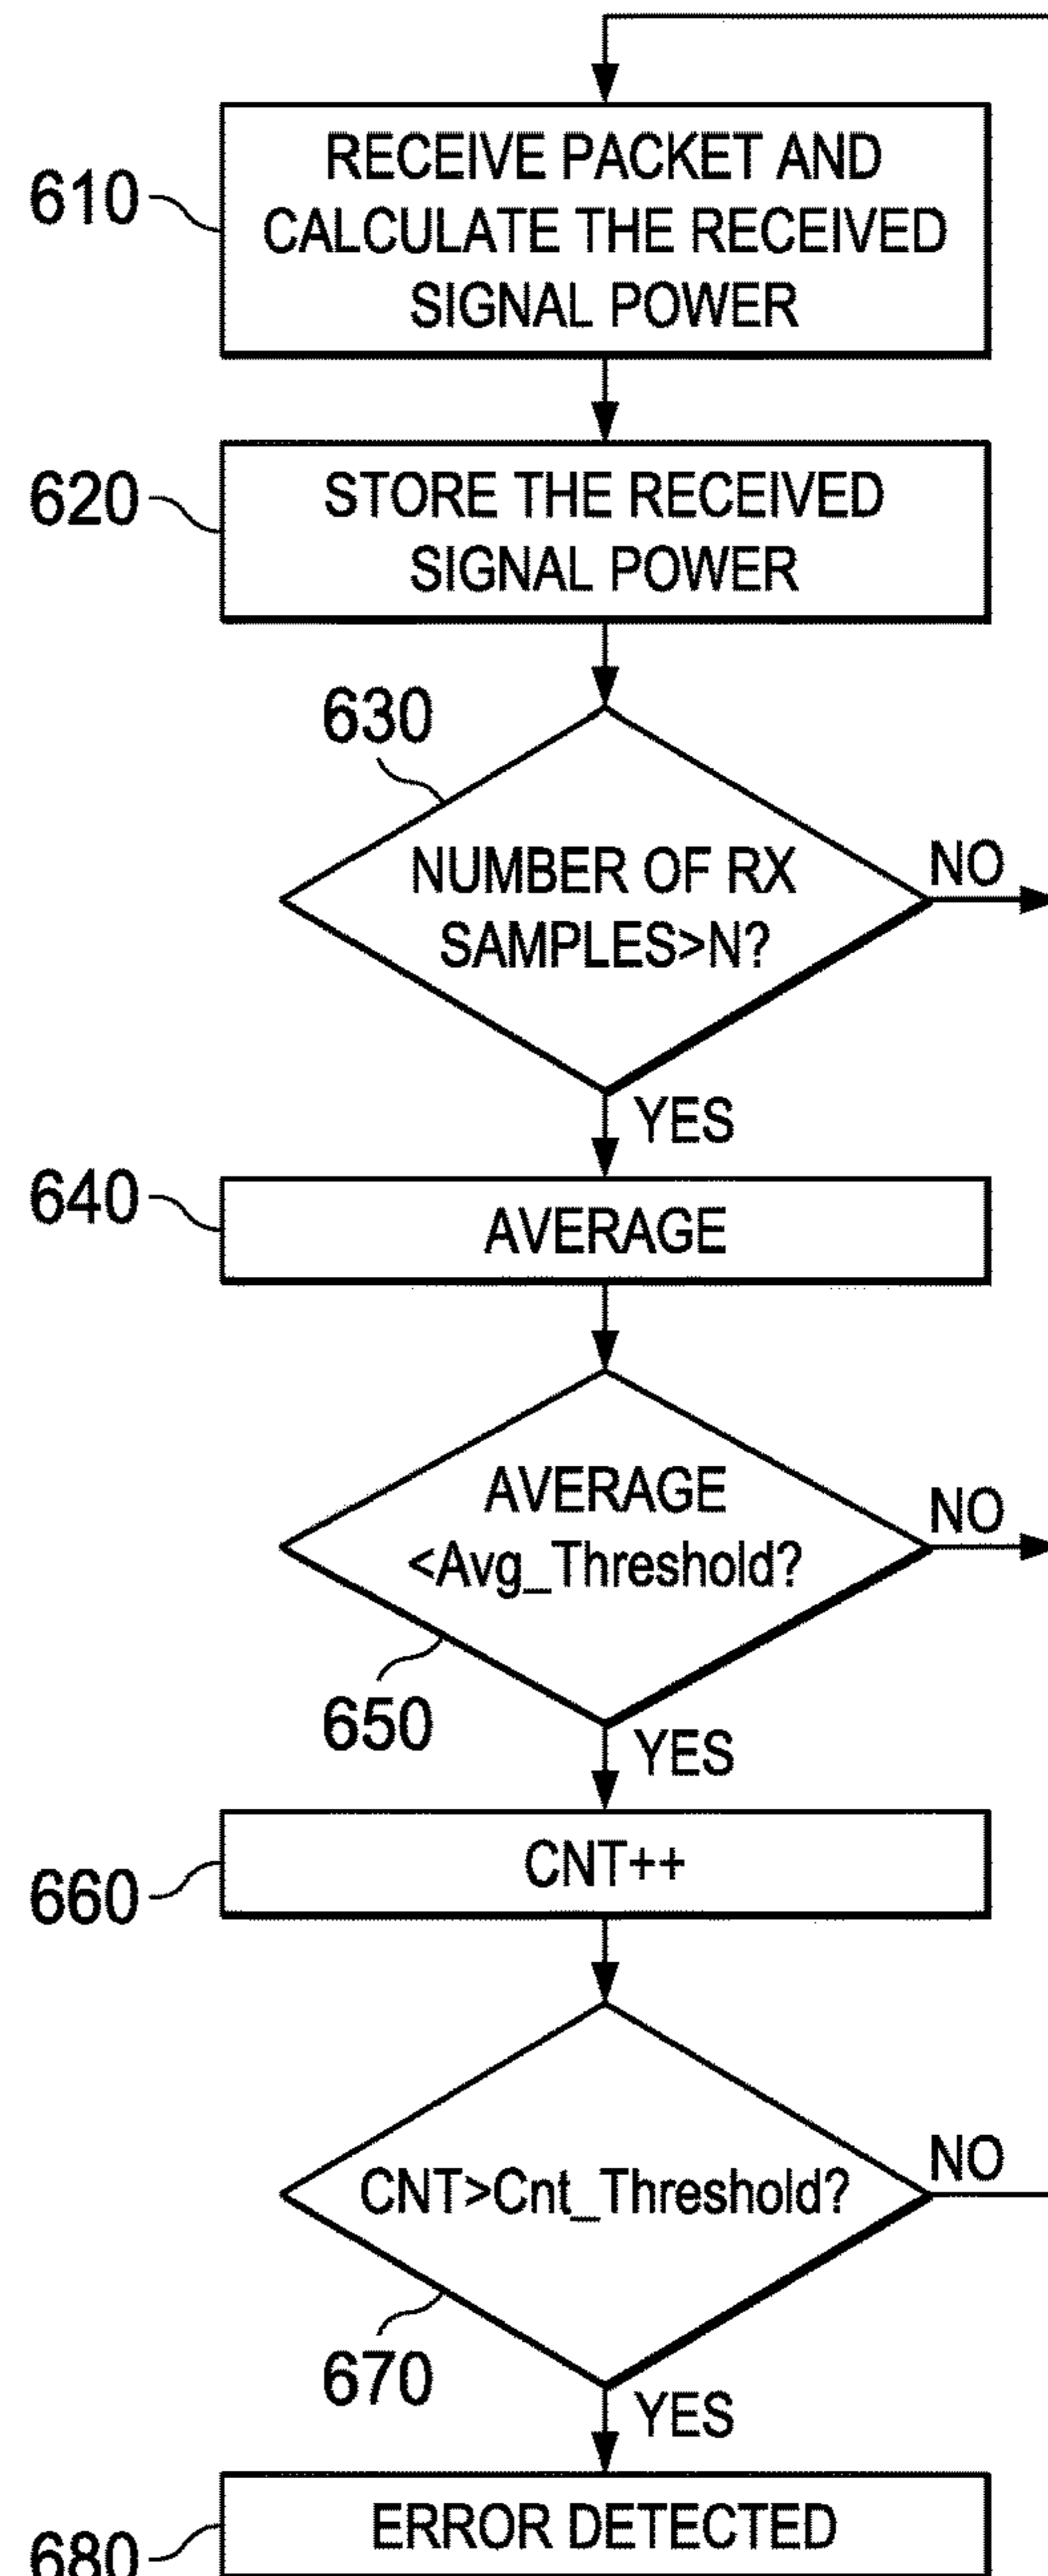 610
RECEIVE PACKET AND
CALCULATE THE RECEIVED
SIGNAL POWER
620
STORE THE RECEIVED
SIGNAL POWER
630
NUMBER OF RX
SAMPLES>N?
NO
YES
640
AVERAGE
AVERAGE
<Avg_Threshold?
NO
650
YES
660
CNT++
CNT>Cnt_Threshold?
NO
670
YES
680
ERROR DETECTED